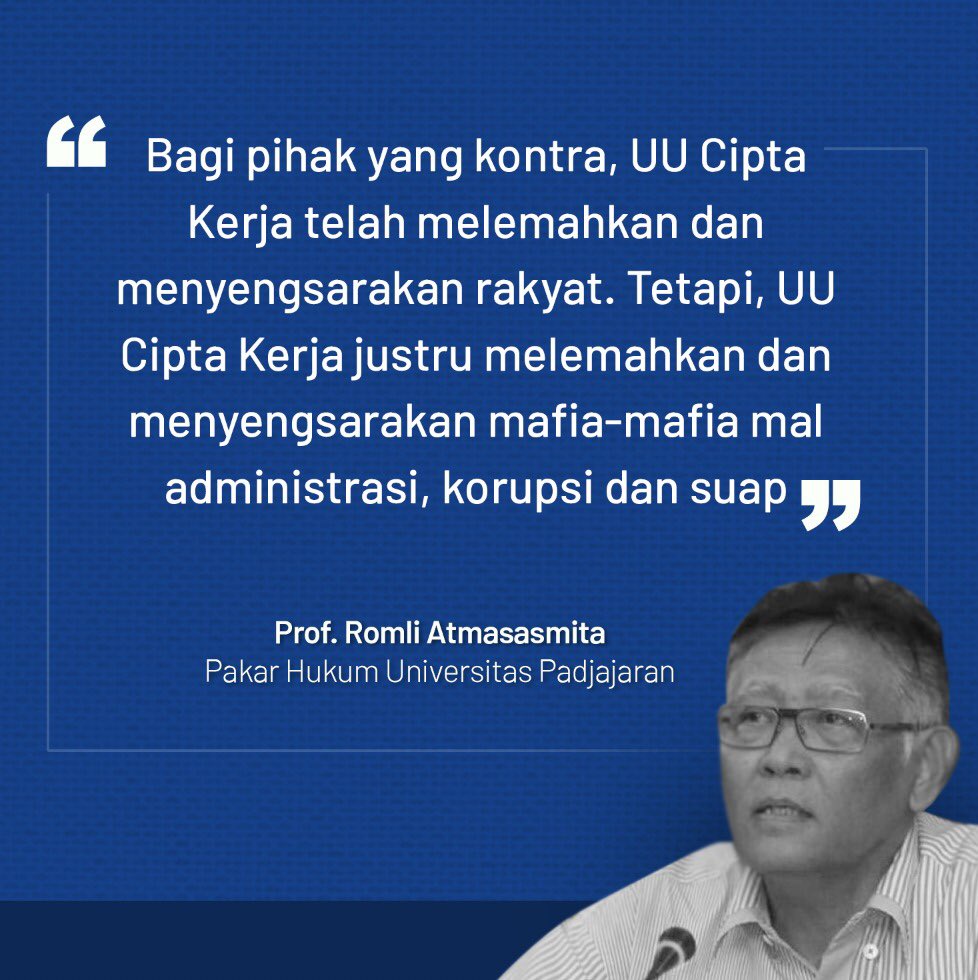 Bagi pihak yang kontra, UU Cipta
Kerja telah melemahkan dan
menyengsarakan rakyat. Tetapi, UU
Cipta Kerja justru melemahkan dan
menyengsarakan mafia-mafia mal
administrasi, korupsi dan suap
Prof. Romli Atmasasmita
Pakar Hukum Universitas Padjajaran